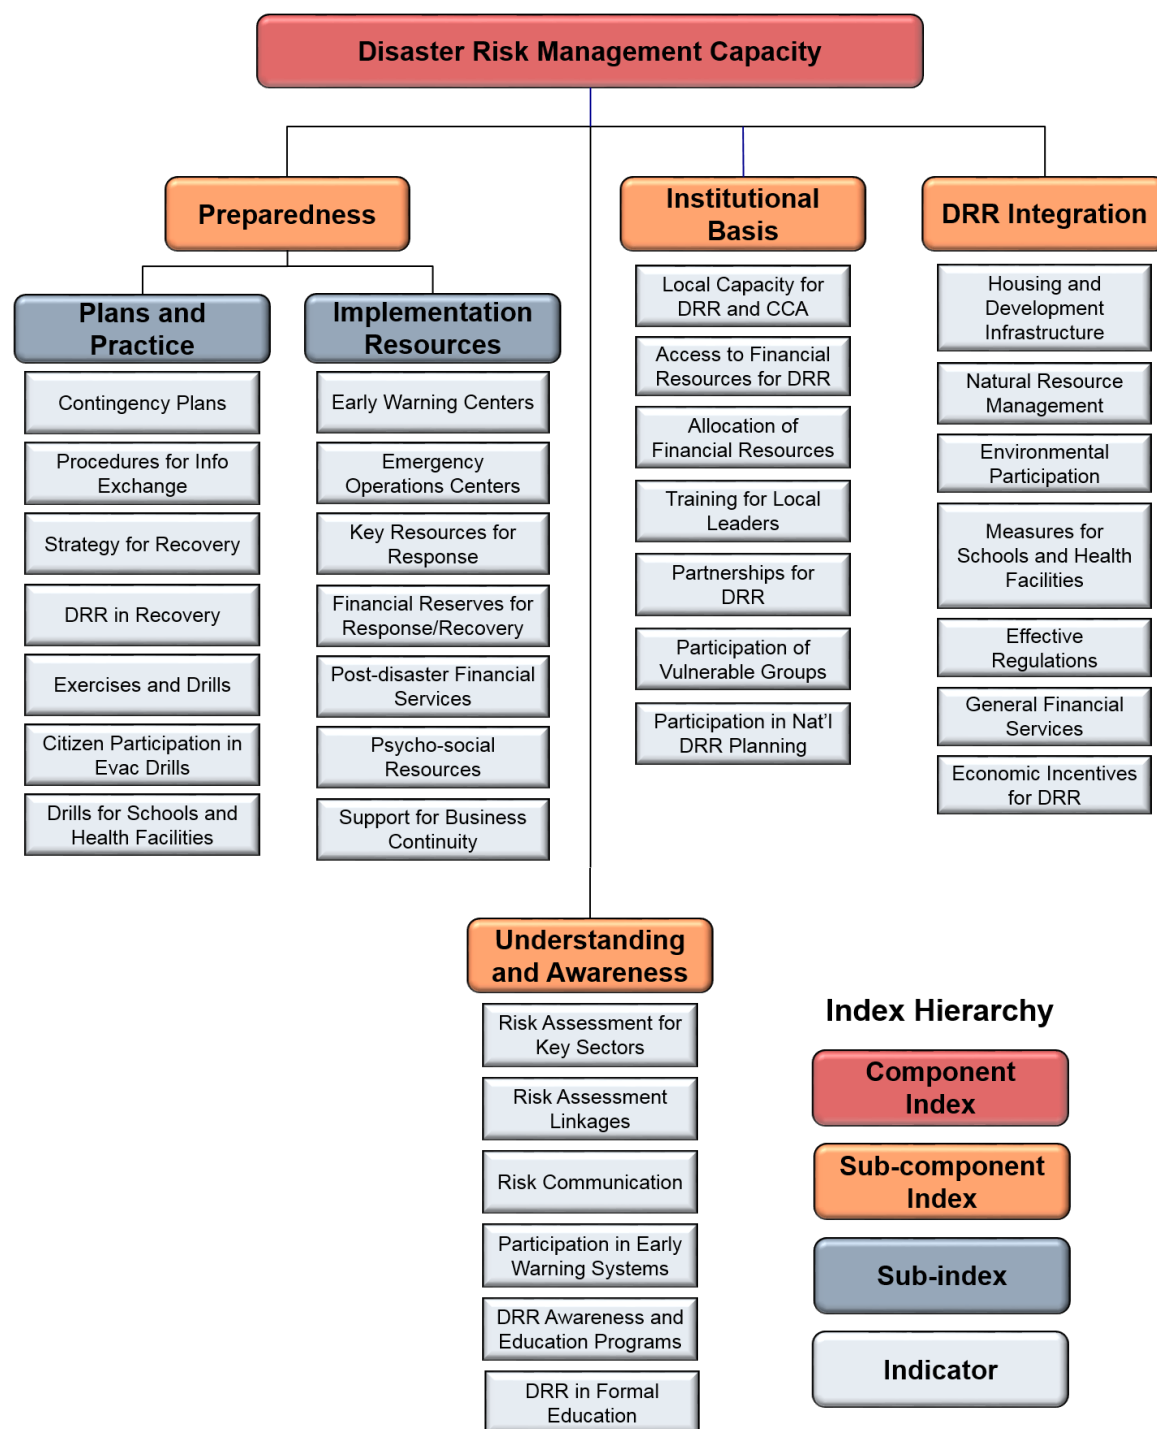 Disaster Risk Management Capacity
Preparedness
Plans and
Practice
Contingency Plans
Procedures for Info
Exchange
Strategy for Recovery
DRR in Recovery
Exercises and Drills
Citizen Participation in
Evac Drills
Drills for Schools and
Health Facilities
Implementation
Resources
Early Warning Centers
Emergency
Operations Centers
Key Resources for
Response
Financial Reserves for
Response/Recovery
Post-disaster Financial
Services
Psycho-social
Resources
Support for Business
Continuity
Institutional
Basis
Local Capacity for
DRR and CCA
Access to Financial
Resources for DRR
Allocation of
Financial Resources
Training for Local
Leaders
Partnerships for
DRR
Participation of
Vulnerable Groups
Participation in Nat'l
DRR Planning
DRR Integration
Housing and
Development
Infrastructure
Natural Resource
Management
Environmental
Participation
Measures for
Schools and Health
Facilities
Effective
Regulations
General Financial
Services
Economic Incentives
for DRR
Understanding
and Awareness
Risk Assessment for
Key Sectors
Risk Assessment
Linkages
Risk Communication
Participation in Early
Warning Systems
DRR Awareness and
Education Programs
DRR in Formal
Education
Index Hierarchy
Component
Index
Sub-component
Index
Sub-index
Indicator